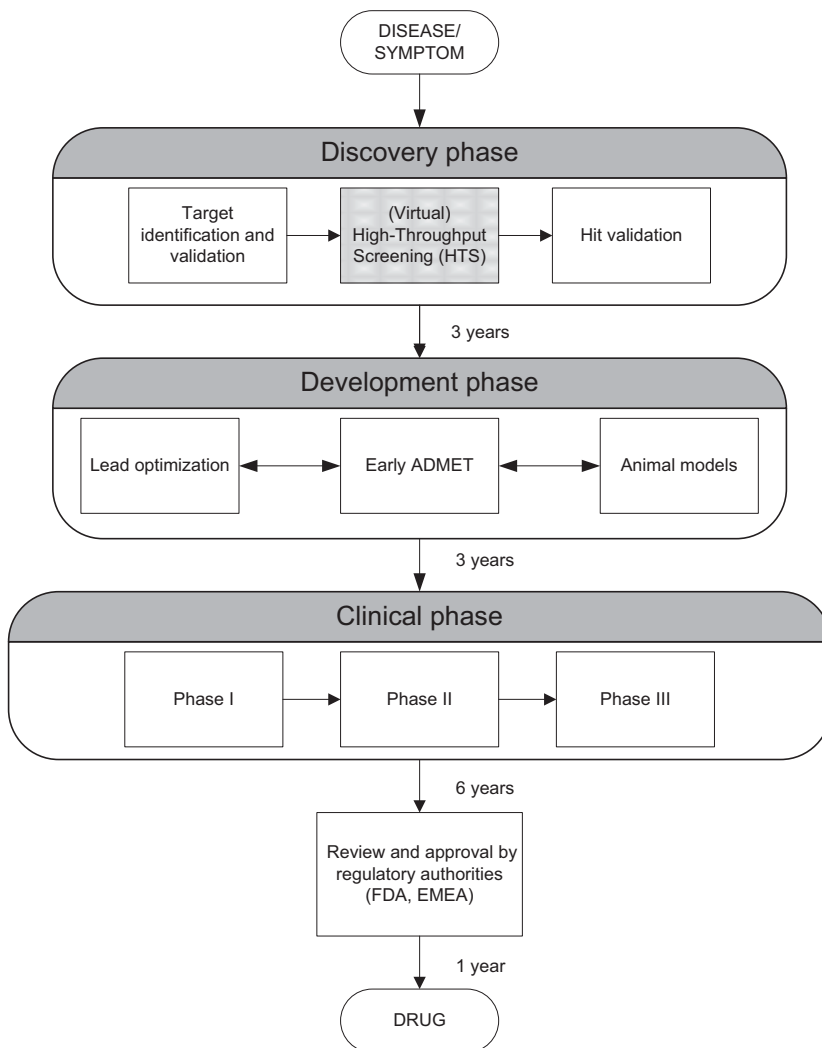 DISEASE/
SYMPTOM
Discovery phase
Target
identification and
validation
(Virtual)
High-Throughput
Screening (HTS)
Hit validation
3 years
Development phase
Lead optimization
Early ADMET
Animal models
3 years
Clinical phase
Phase I
Phase II
Phase III
6 years
Review and approval by
regulatory authorities
(FDA, EMEA)
1 year
DRUG